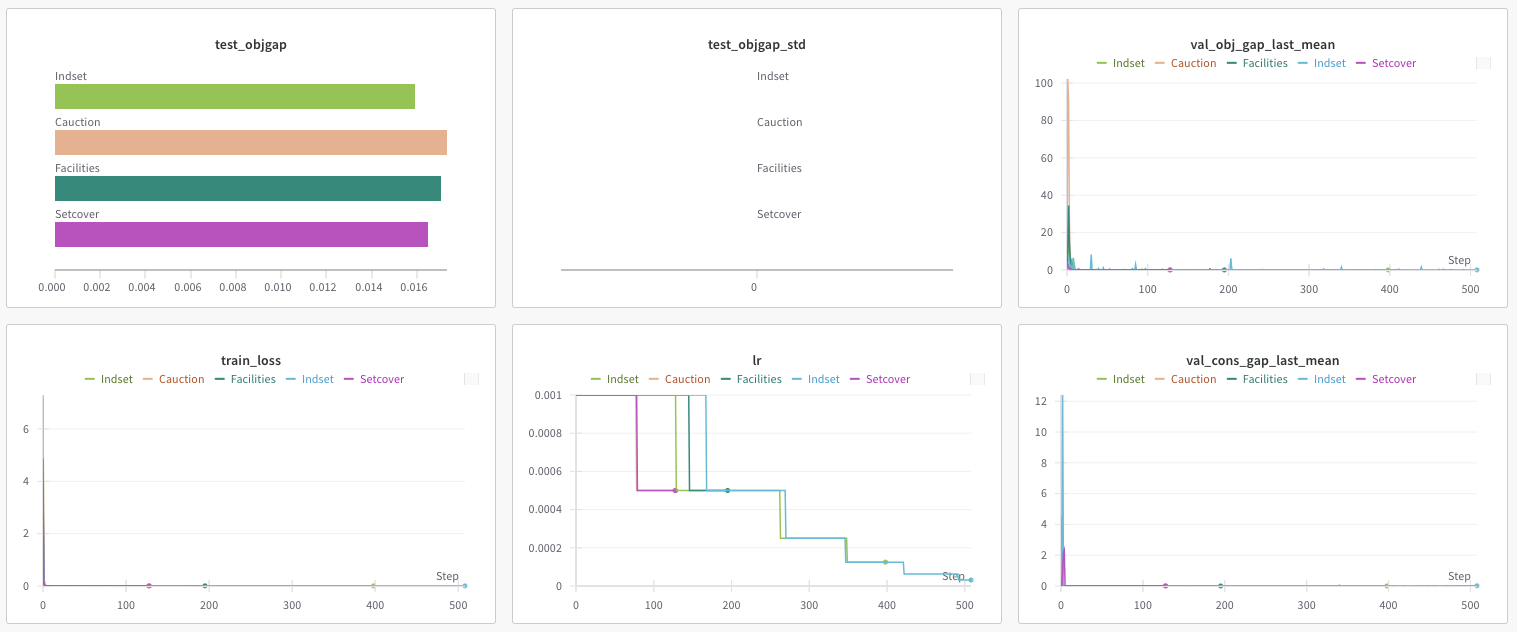 test_objgap
Indset
Cauction
Facilities
Setcover
0.000 0.002 0.004 0.006 0.008 0.010 0.012 0.014 0.016
test_objgap_std
Indset
Cauction
Facilities
Setcover
0
val_obj_gap_last_mean
Indset Cauction Facilities Indset Setcover
100
80
60
40
20
0
Step
0 100 200 300 400 500
train_loss
Indset Cauction Facilities Indset Setcover
6
4
2
0
Step
0 100 200 300 400 500
lr
Indset Cauction Facilities Indset Setcover
0.001
0.0008
0.0006
0.0004
0.0002
0
Step
0 100 200 300 400 500
val_cons_gap_last_mean
Indset Cauction Facilities Indset Setcover
12
10
8
6
4
2
0
Step
0 100 200 300 400 500